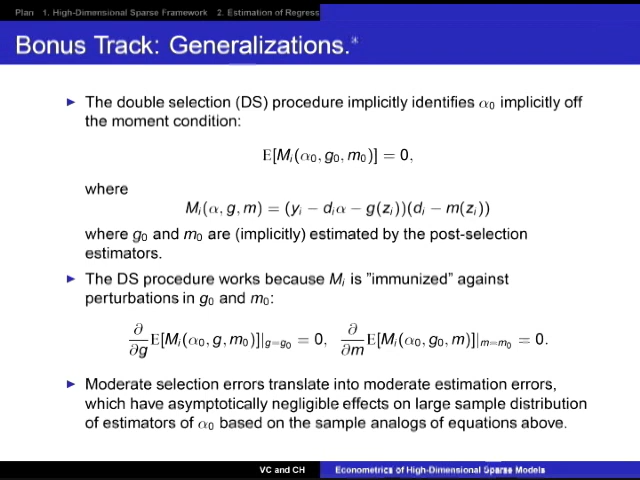 Plan 1. High-Dimensional Sparse Framework 2. Estimation of Regress
Bonus Track: Generalizations.*
► The double selection (DS) procedure implicitly identifies α₀ implicitly off
the moment condition:
E[Mᵢ(α₀, g₀, m₀)] = 0,
where
Mᵢ(α, g, m) = (yᵢ − dᵢα − g(zᵢ))(dᵢ − m(zᵢ))
where g₀ and m₀ are (implicitly) estimated by the post-selection
estimators.
► The DS procedure works because Mᵢ is "immunized" against
perturbations in g₀ and m₀:
∂/∂g E[Mᵢ(α₀, g, m₀)]|g=g₀ = 0, ∂/∂m E[Mᵢ(α₀, g₀, m)]|m=m₀ = 0.
► Moderate selection errors translate into moderate estimation errors,
which have asymptotically negligible effects on large sample distribution
of estimators of α₀ based on the sample analogs of equations above.
VC and CH Econometrics of High-Dimensional Sparse Models